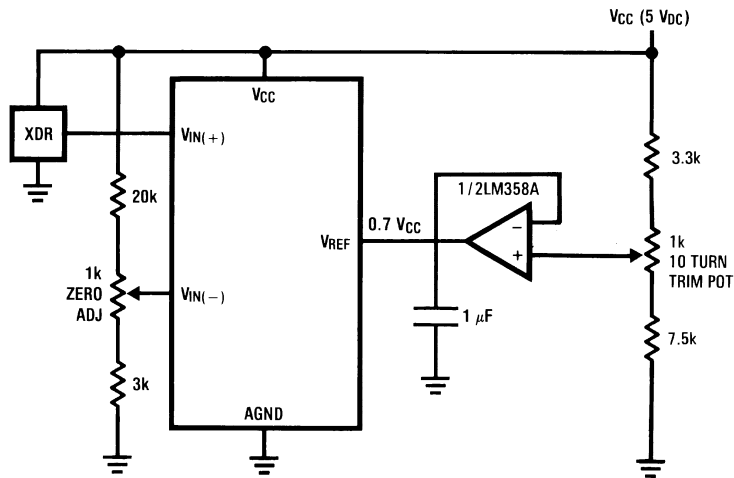 VCC (5 VDC)
VCC
XDR
VIN(+)
20k
1k
ZERO
ADJ
VIN(−)
3k
AGND
VREF
0.7 VCC
1/2LM358A
−
+
1 μF
3.3k
1k
10 TURN
TRIM POT
7.5k